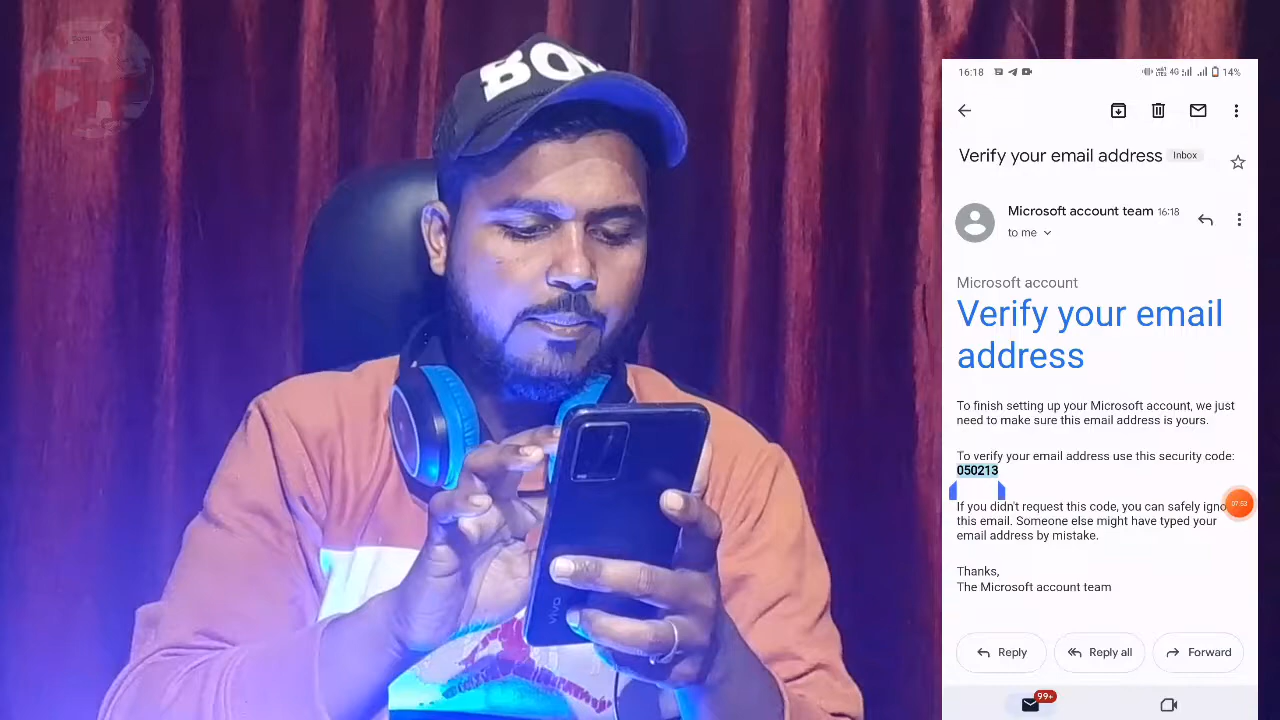 BO
vivo
16:18
4G
14%
Verify your email address
Inbox
Microsoft account team 16:18
to me
Microsoft account
Verify your email
address
To finish setting up your Microsoft account, we just
need to make sure this email address is yours.
To verify your email address use this security code:
050213
If you didn't request this code, you can safely igno
this email. Someone else might have typed your
email address by mistake.
07:53
Thanks,
The Microsoft account team
Reply
Reply all
Forward
99+